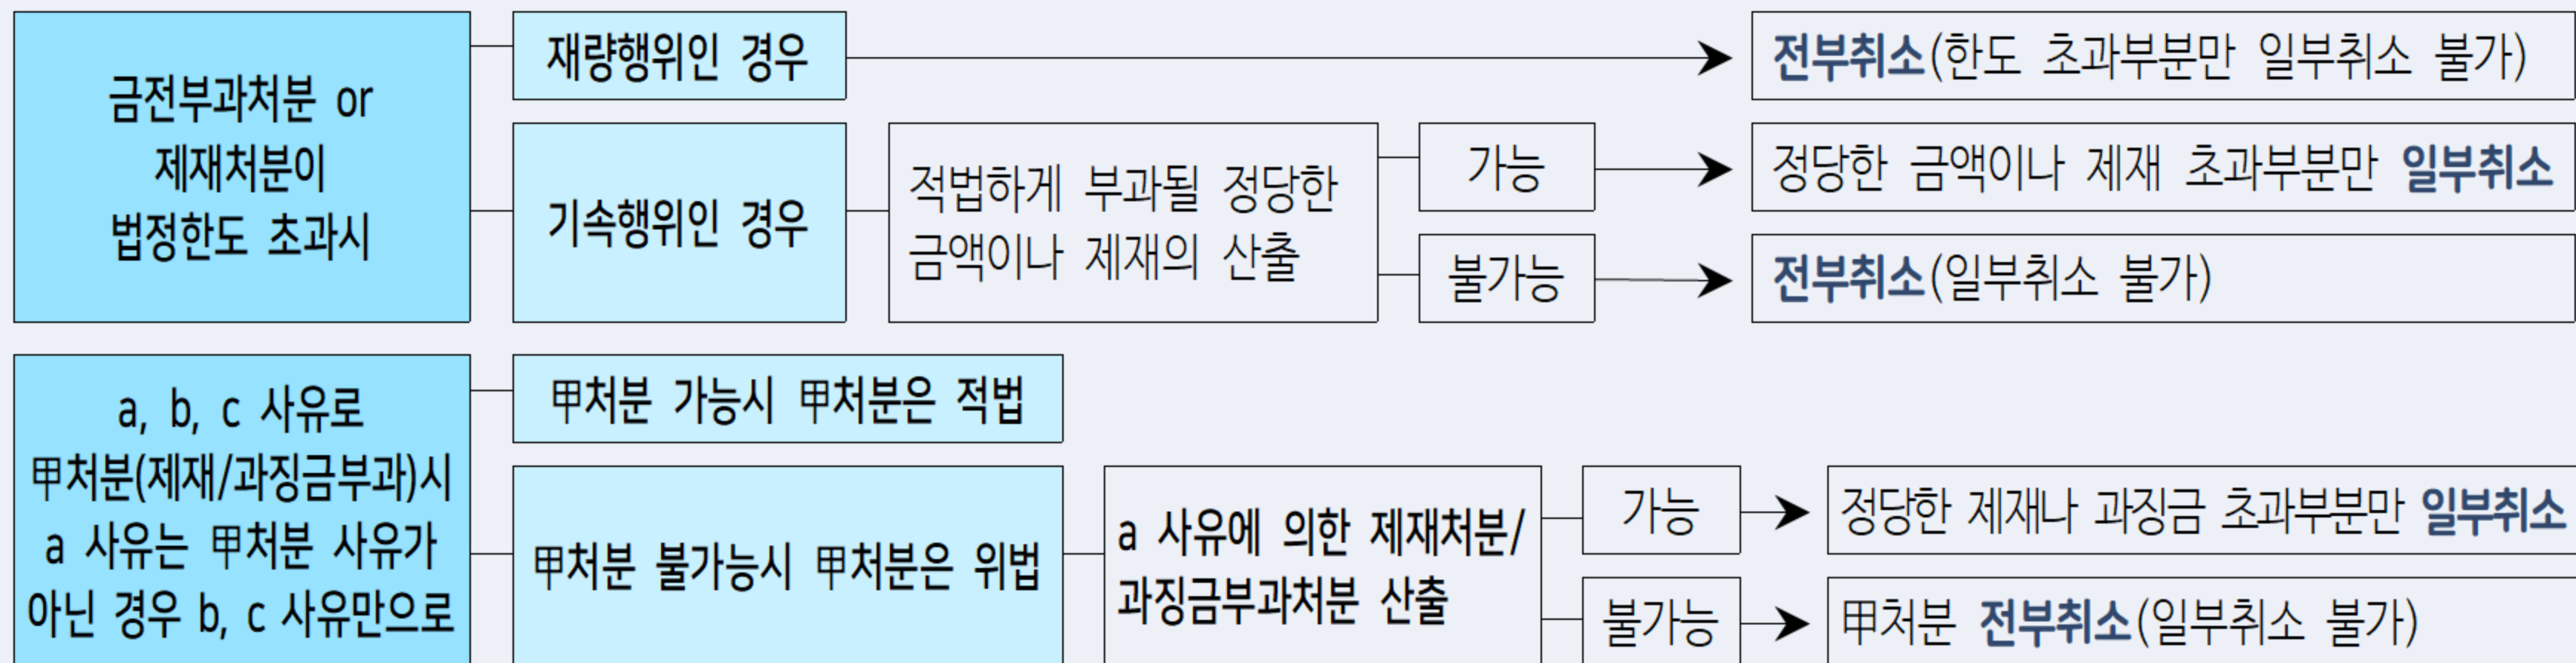 금전부과처분 or
제재처분이
법정한도 초과시
재량행위인 경우
전부취소(한도 초과부분만 일부취소 불가)
기속행위인 경우
적법하게 부과될 정당한
금액이나 제재의 산출
가능
정당한 금액이나 제재 초과부분만 일부취소
불가능
전부취소(일부취소 불가)
a, b, c 사유로
甲처분(제재/과징금부과)시
a 사유는 甲처분 사유가
아닌 경우 b, c 사유만으로
甲처분 가능시 甲처분은 적법
甲처분 불가능시 甲처분은 위법
a 사유에 의한 제재처분/
과징금부과처분 산출
가능
정당한 제재나 과징금 초과부분만 일부취소
불가능
甲처분 전부취소(일부취소 불가)